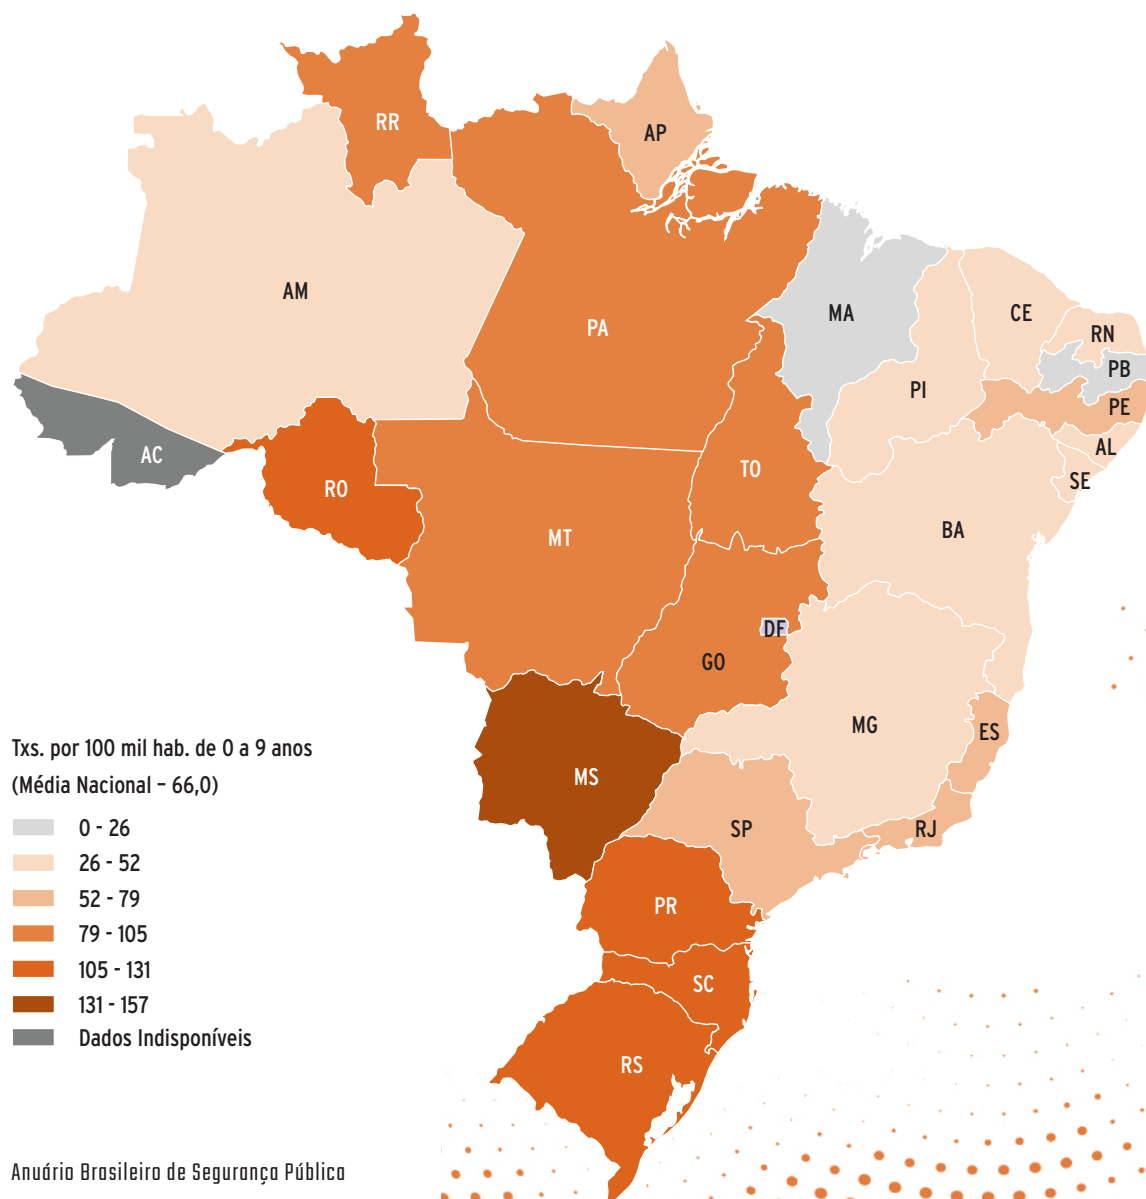 RR
AP
AM
PA
MA
CE
RN
PB
PI
PE
AL
AC
TO
SE
RO
BA
MT
DF
GO
MG
ES
MS
SP
RJ
PR
SC
RS
Txs. por 100 mil hab. de 0 a 9 anos
(Média Nacional – 66,0)
0 - 26
26 - 52
52 - 79
79 - 105
105 - 131
131 - 157
Dados Indisponíveis
Anuário Brasileiro de Segurança Pública